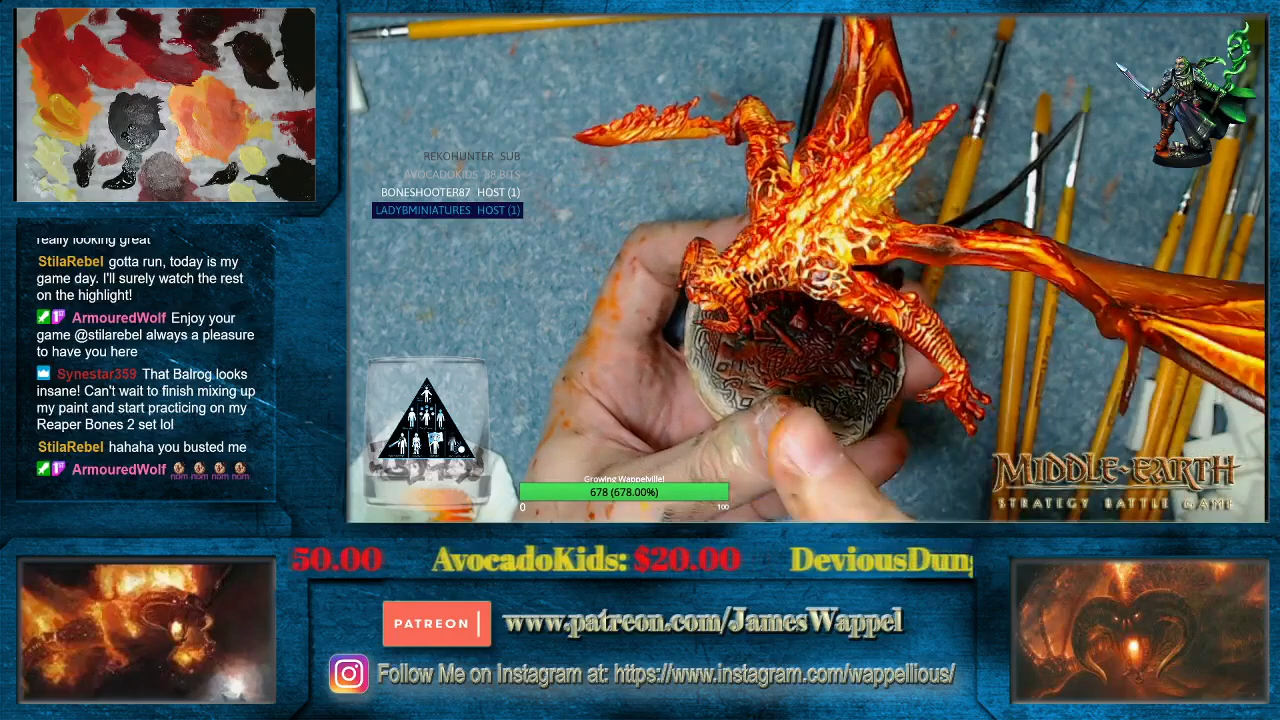 really looking great
StilaRebel gotta run, today is my
game day. I'll surely watch the rest
on the highlight!
ArmouredWolf Enjoy your
game @stilarebel always a pleasure
to have you here
Synestar359 That Balrog looks
insane! Can't wait to finish mixing up
my paint and start practicing on my
Reaper Bones 2 set lol
StilaRebel hahaha you busted me
ArmouredWolf nom nom nom nom
REKOHUNTER SUB
AVOCADOKIDS 88 BITS
BONESHOOTER87 HOST (1)
LADYBMINIATURES HOST (1)
Growing Wappelville!
678 (678.00%)
0 100
MIDDLE-EARTH
STRATEGY BATTLE GAME
50.00 AvocadoKids: $20.00 DeviousDun
PATREON www.patreon.com/JamesWappel
Follow Me on Instagram at: https://www.instagram.com/wappellious/